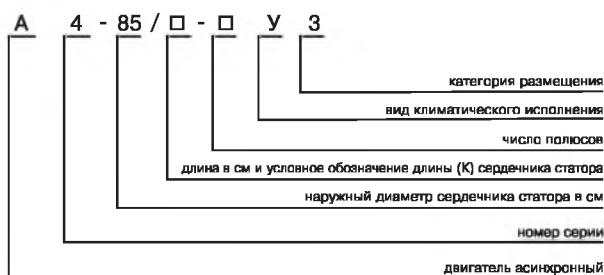 А 4 - 85 / □ - □ У 3
категория размещения
вид климатического исполнения
число полюсов
длина в см и условное обозначение длины (К) сердечника статора
наружный диаметр сердечника статора в см
номер серии
двигатель асинхронный